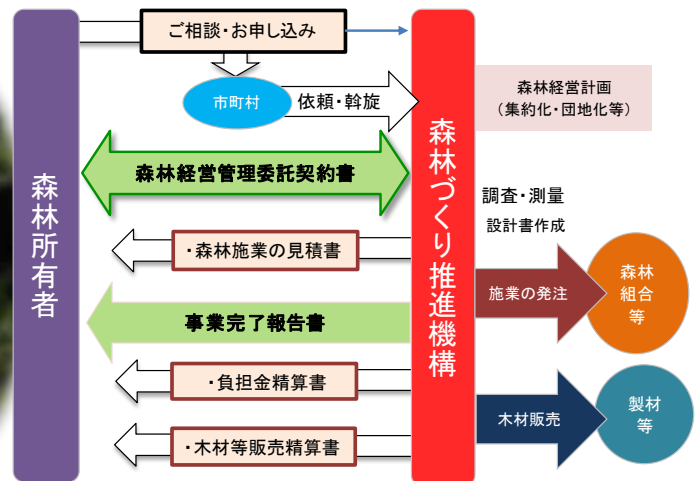 ご相談・お申し込み
市町村
依頼・斡旋
森林経営計画
（集約化・団地化等）
森林所有者
森林経営管理委託契約書
森林づくり推進機構
調査・測量
設計書作成
・森林施業の見積書
施業の発注
森林
組合
等
事業完了報告書
・負担金精算書
木材販売
製材
等
・木材等販売精算書